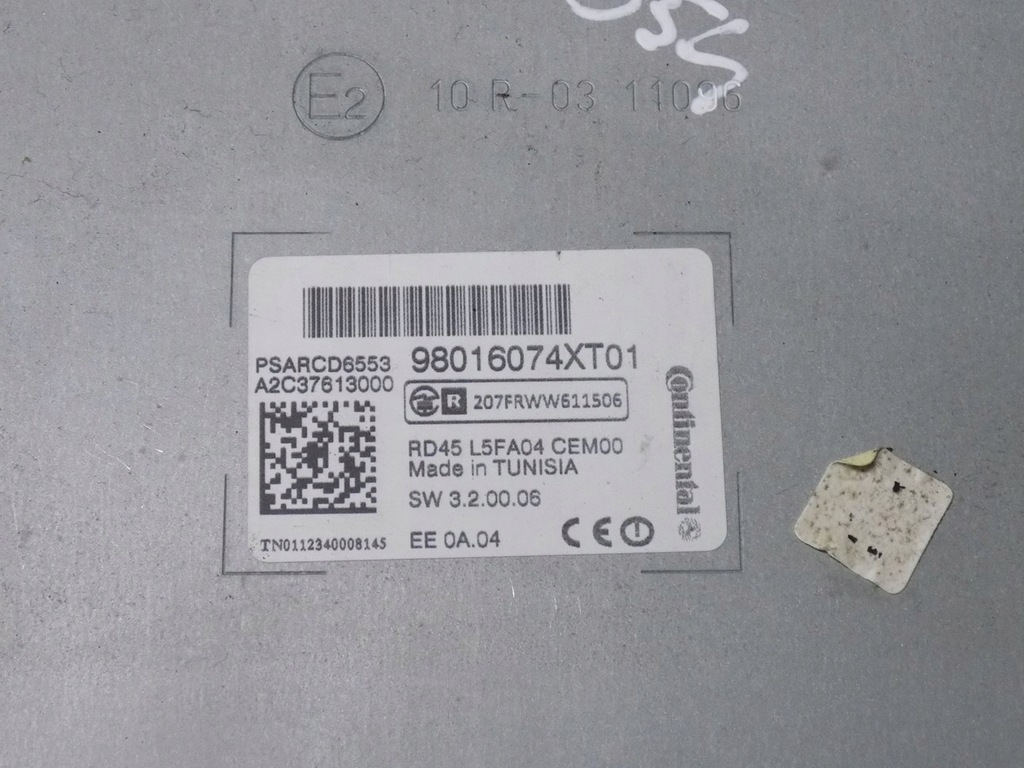 E2 10 R-03 11096
PSARCD6553 98016074XT01
A2C37613000
R 207FRWW611506
RD45 L5FA04 CEM00
Made in TUNISIA
SW 3.2.00.06
TN0112340008145 EE 0A.04 CE
Continental